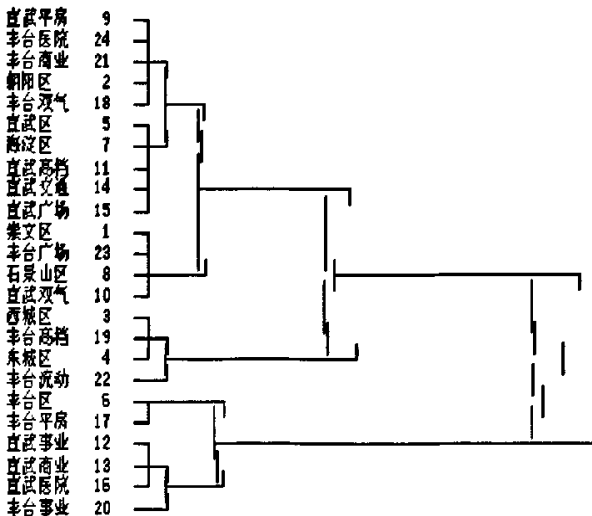 宣武平房 9
丰台医院 24
丰台商业 21
朝阳区 2
丰台双气 18
宣武区 5
海淀区 7
宣武高档 11
宣武交通 14
宣武广场 15
崇文区 1
丰台广场 23
石景山区 8
宣武双气 10
西城区 3
丰台高档 19
东城区 4
丰台流动 22
丰台区 6
丰台平房 17
宣武事业 12
宣武商业 13
宣武医院 16
丰台事业 20